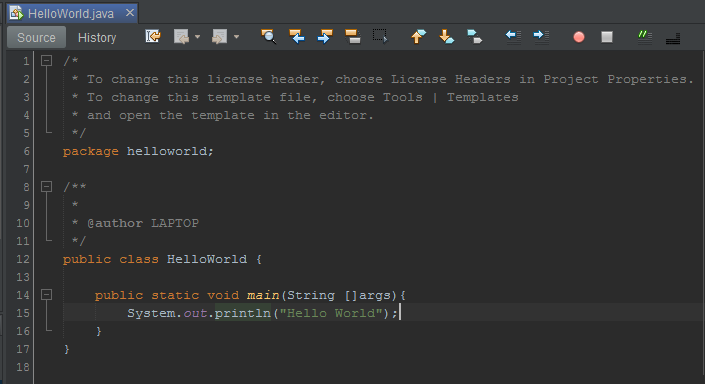 HelloWorld.java
Source History
1 /*
2 * To change this license header, choose License Headers in Project Properties.
3 * To change this template file, choose Tools | Templates
4 * and open the template in the editor.
5 */
6 package helloworld;
7
8 /**
9 *
10 * @author LAPTOP
11 */
12 public class HelloWorld {
13
14 public static void main(String []args){
15 System.out.println("Hello World");
16 }
17 }
18